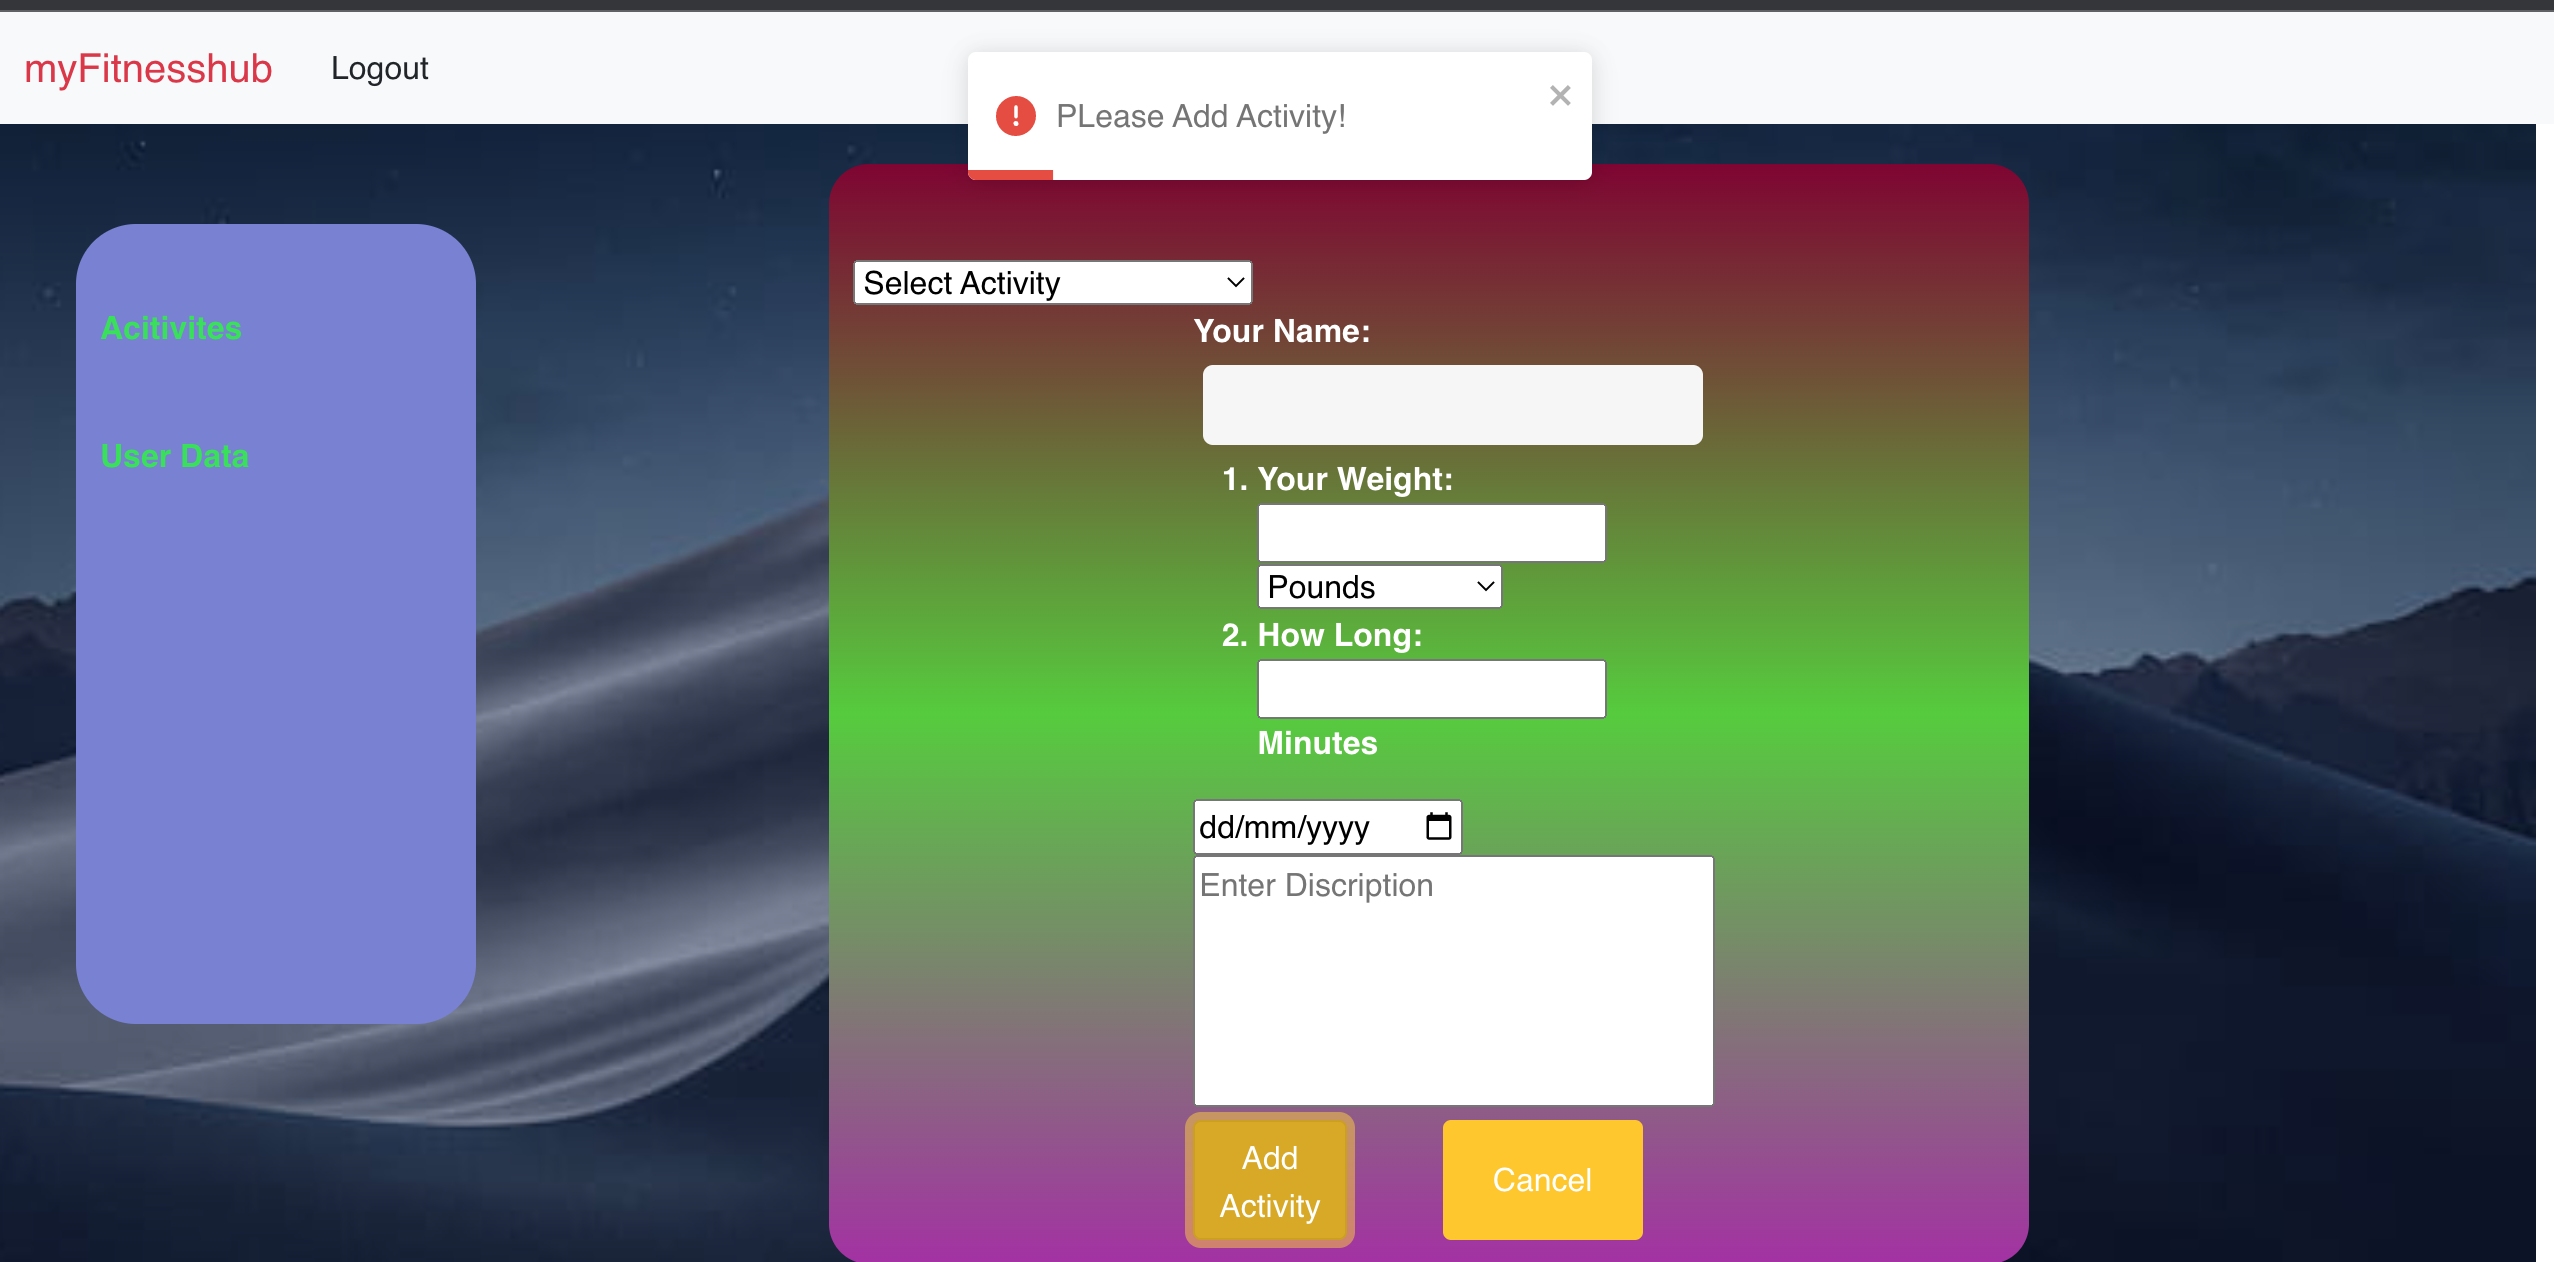 myFitnesshub Logout
PLease Add Activity!
Acitivites
User Data
Select Activity
Your Name:
1. Your Weight:
Pounds
2. How Long:
Minutes
dd/mm/yyyy
Enter Discription
Add
Activity
Cancel